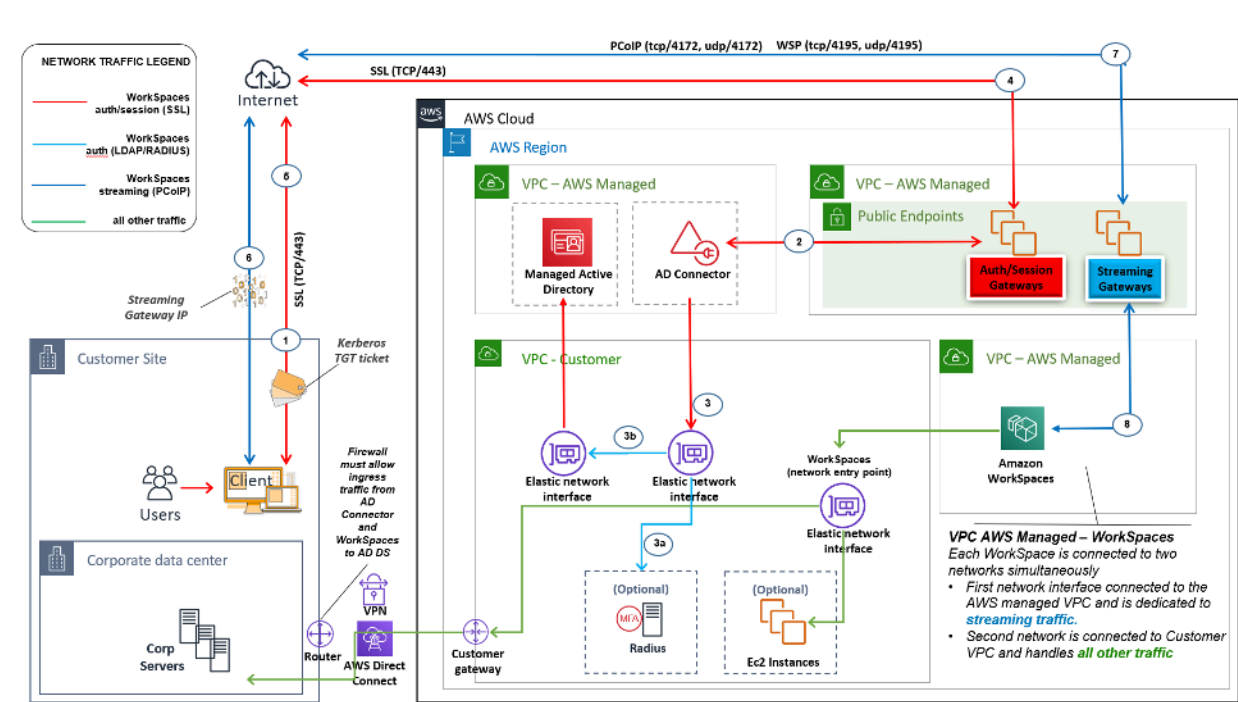 PCoIP (tcp/4172, udp/4172) WSP (tcp/4195, udp/4195)
7
NETWORK TRAFFIC LEGEND
WorkSpaces
auth/session (SSL)
WorkSpaces
auth (LDAP/RADIUS)
WorkSpaces
streaming (PCoIP)
all other traffic
Internet
SSL (TCP/443)
4
aws
AWS Cloud
AWS Region
VPC – AWS Managed
Managed Active
Directory
AD Connector
2
VPC – AWS Managed
Public Endpoints
Auth/Session
Gateways
Streaming
Gateways
5
SSL (TCP/443)
6
Streaming
Gateway IP
1
Kerberos
TGT ticket
Customer Site
Users
Client
Firewall
must allow
ingress
traffic from
AD
Connector
and
WorkSpaces
to AD DS
Corporate data center
Corp
Servers
VPN
Router
AWS Direct
Connect
VPC - Customer
3
3b
Elastic network
interface
Elastic network
interface
3a
WorkSpaces
(network entry point)
Elastic network
interface
Customer
gateway
(Optional)
MFA
Radius
(Optional)
Ec2 Instances
VPC – AWS Managed
8
Amazon
WorkSpaces
VPC AWS Managed – WorkSpaces
Each WorkSpace is connected to two
networks simultaneously
• First network interface connected to the
AWS managed VPC and is dedicated to
streaming traffic.
• Second network is connected to Customer
VPC and handles all other traffic